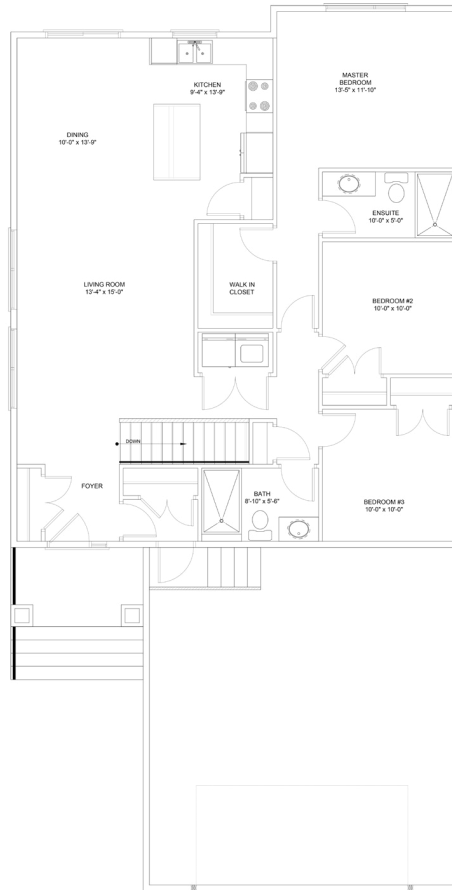 MASTER
BEDROOM
13'-5" x 11'-10"
KITCHEN
9'-4" x 13'-9"
DINING
10'-0" x 13'-9"
ENSUITE
10'-0" x 5'-0"
LIVING ROOM
13'-4" x 15'-0"
WALK IN
CLOSET
BEDROOM #2
10'-0" x 10'-0"
DOWN
FOYER
BATH
8'-10" x 5'-6"
BEDROOM #3
10'-0" x 10'-0"